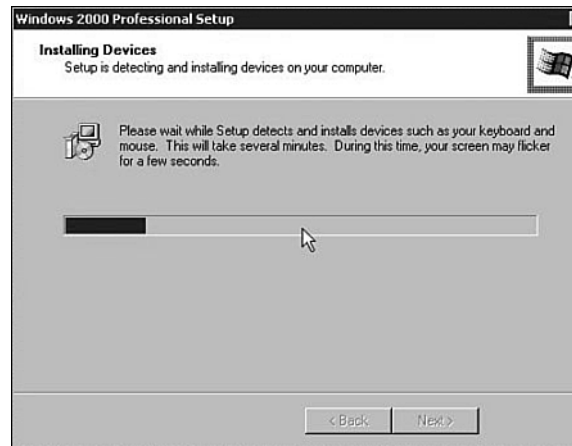 Windows 2000 Professional Setup
Installing Devices
Setup is detecting and installing devices on your computer.
Please wait while Setup detects and installs devices such as your keyboard and
mouse. This will take several minutes. During this time, your screen may flicker
for a few seconds.
< Back Next >